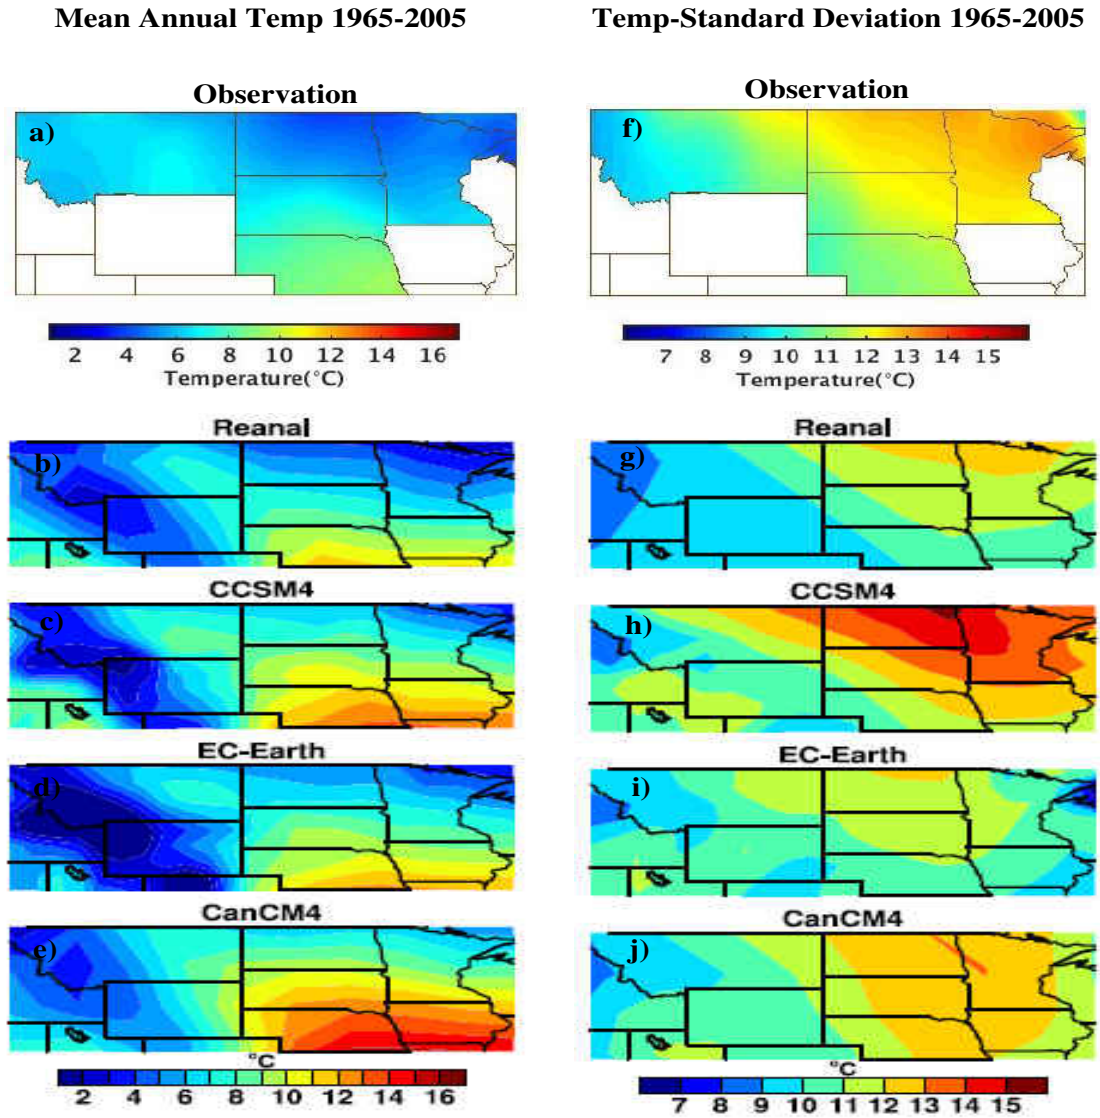 Mean Annual Temp 1965-2005
Temp-Standard Deviation 1965-2005
Observation
Observation
a)
f)
2 4 6 8 10 12 14 16
Temperature(°C)
7 8 9 10 11 12 13 14 15
Temperature(°C)
Reanal
Reanal
b)
g)
CCSM4
CCSM4
c)
h)
EC-Earth
EC-Earth
d)
i)
CanCM4
CanCM4
e)
j)
°C
°C
2 4 6 8 10 12 14 16
7 8 9 10 11 12 13 14 15